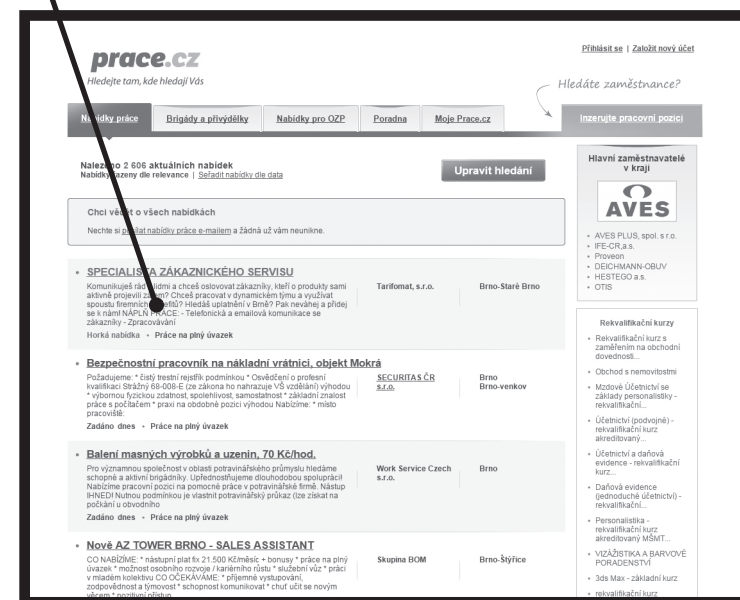 prace.cz
Hledejte tam, kde hledají Vás
Přihlásit se | Založit nový účet
Hledáte zaměstnance?
Nabídky práce
Brigády a přivýdělky
Nabídky pro OZP
Poradna
Moje Prace.cz
Inzerujte pracovní pozici
Nalezeno 2 606 aktuálních nabídek
Nabídky řazeny dle relevance | Seřadit nabídky dle data
Upravit hledání
Chci vědět o všech nabídkách
Nechte si posílat nabídky práce e-mailem a žádná už vám neunikne.
• SPECIALISTA ZÁKAZNICKÉHO SERVISU
Komunikuješ rád s lidmi a chceš oslovovat zákazníky, kteří o produkty sami
aktivně projevili zájem? Chceš pracovat v dynamickém týmu a využívat
spoustu firemních benefitů? Hledáš uplatnění v Brně? Pak neváhej a přidej
se k nám! NÁPLŇ PRÁCE: - Telefonická a emailová komunikace se
zákazníky - Zpracovávání
Horká nabídka • Práce na plný úvazek
Tarifomat, s.r.o.
Brno-Staré Brno
• Bezpečnostní pracovník na nákladní vrátnici, objekt Mokrá
Požadujeme: * čistý trestní rejstřík podmínkou * Osvědčení o profesní
kvalifikaci Strážný 68-008-E (ze zákona ho nahrazuje VŠ vzdělání) výhodou
* výbornou fyzickou zdatnost, spolehlivost, samostatnost * základní znalost
práce s počítačem * praxi na obdobné pozici výhodou Nabízíme: * místo
pracoviště:
Zadáno dnes • Práce na plný úvazek
SECURITAS ČR
s.r.o.
Brno
Brno-venkov
• Balení masných výrobků a uzenin, 70 Kč/hod.
Pro významnou společnost v oblasti potravinářského průmyslu hledáme
schopné a aktivní brigádníky. Upřednostňujeme dlouhodobou spolupráci!
Nabízíme pracovní pozici na pomocné práce v potravinářské firmě. Nástup
IHNED! Nutnou podmínkou je vlastnit potravinářský průkaz (lze získat na
počkání u obvodního
Zadáno dnes • Práce na plný úvazek
Work Service Czech
s.r.o.
Brno
• Nově AZ TOWER BRNO - SALES ASSISTANT
CO NABÍZÍME: * nástupní plat fix 21.500 Kč/měsíc + bonusy * práce na plný
úvazek * možnost osobního rozvoje / kariérního růstu * služební vůz * práci
v mladém kolektivu CO OČEKÁVÁME: * příjemné vystupování,
zodpovědnost a týmovost * schopnost komunikovat * chuť učit se novým
věcem * pozitivní přístup
Skupina BOM
Brno-Štýřice
Hlavní zaměstnavatelé
v kraji
AVES
• AVES PLUS, spol. s r.o.
• IFE-CR,a.s.
• Proveon
• DEICHMANN-OBUV
• HESTEGO a.s.
• OTIS
Rekvalifikační kurzy
• Rekvalifikační kurz s
zaměřením na obchodní
dovednosti...
• Obchod s nemovitostmi
• Mzdové Účetnictví se
základy personalistiky -
rekvalifikační...
• Účetnictví (podvojné) -
rekvalifikační kurz
akreditovaný...
• Účetnictví a daňová
evidence - rekvalifikační
kurz...
• Daňová evidence
(jednoduché účetnictví) -
rekvalifikační...
• Personalistika -
rekvalifikační kurz
akreditovaný MŠMT...
• VIZÁŽISTIKA A BARVOVÉ
PORADENSTVÍ
• 3ds Max - základní kurz
• rekvalifikační kurz